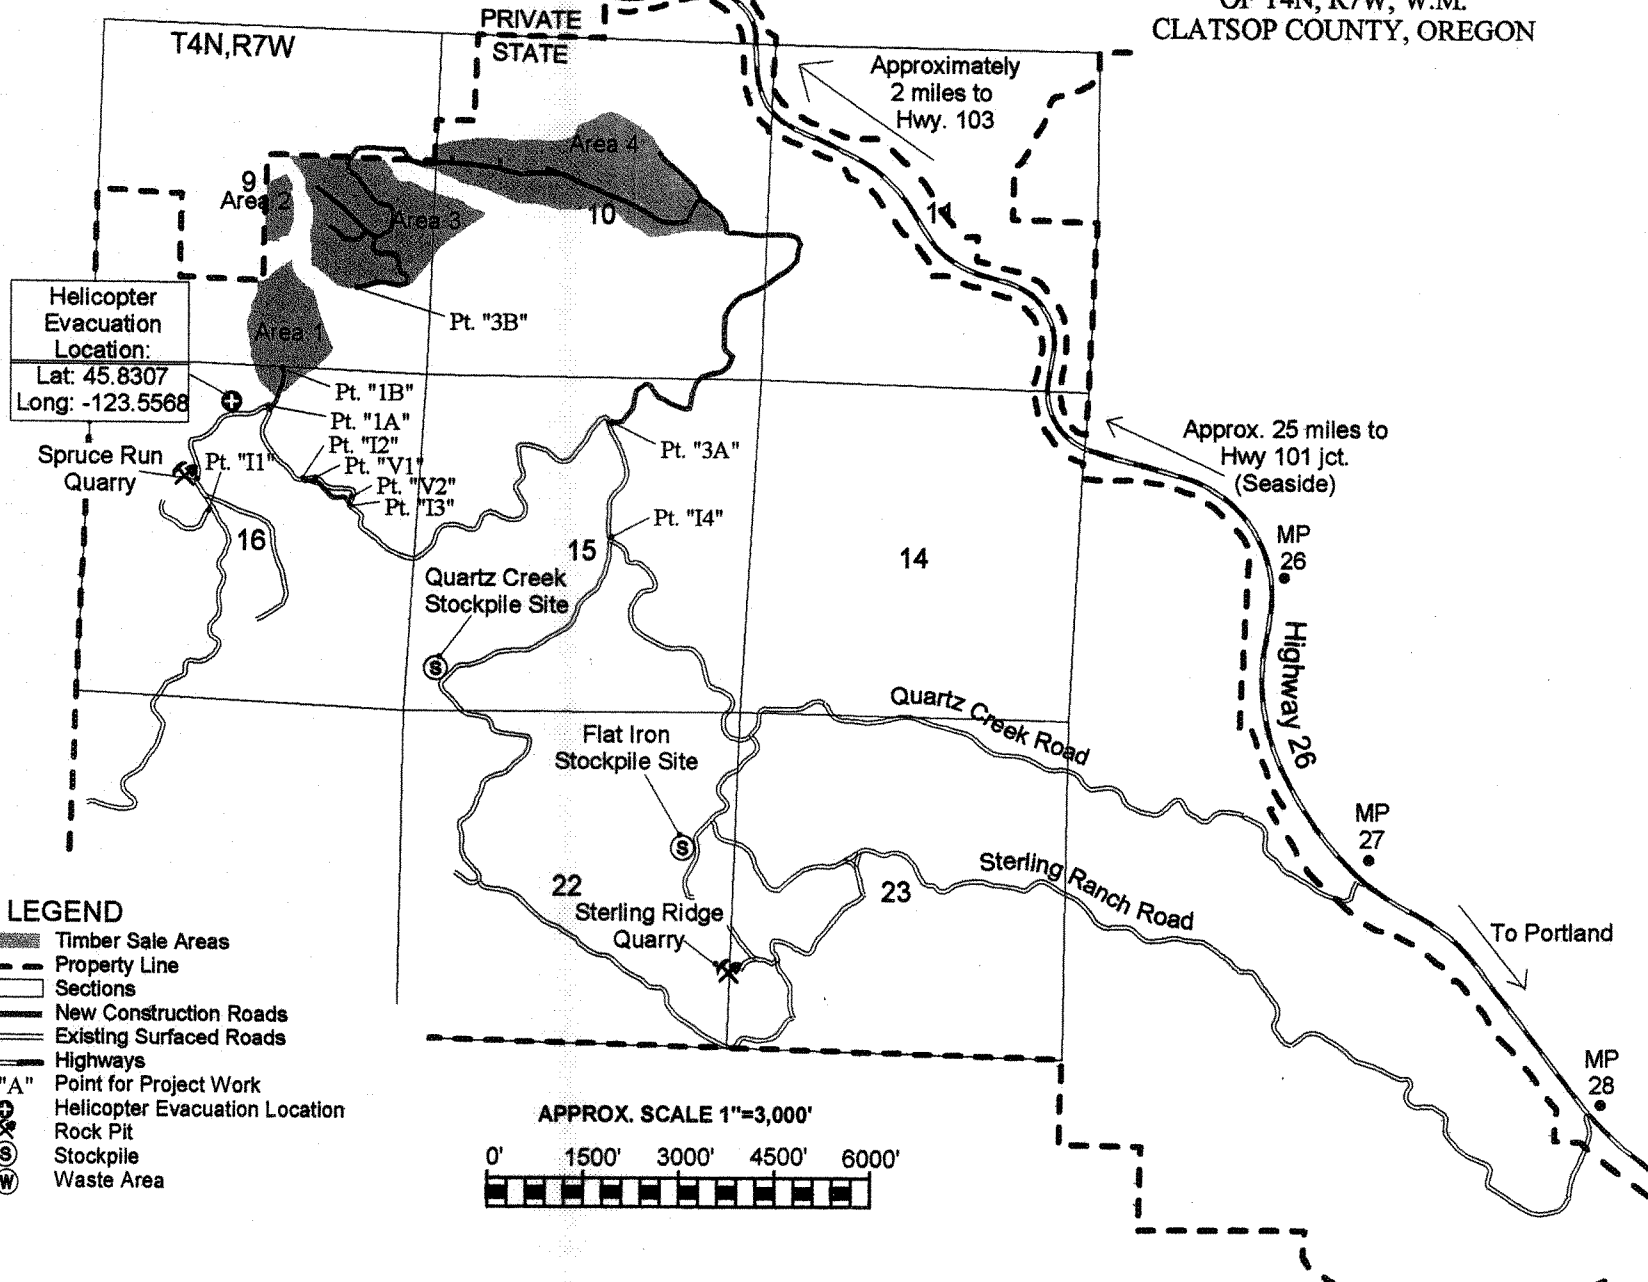 OF T4N, R7W, W.M.
CLATSOP COUNTY, OREGON
PRIVATE
STATE
T4N,R7W
Approximately
2 miles to
Hwy. 103
Area 4
9
Area 2
Area 3
10
11
Helicopter
Evacuation
Location:
Lat: 45.8307
Long: -123.5568
Area 1
Pt. "3B"
Pt. "1B"
Pt. "1A"
Pt. "I2"
Pt. "V1"
Pt. "V2"
Pt. "I3"
Pt. "3A"
Approx. 25 miles to
Hwy 101 jct.
(Seaside)
Spruce Run
Quarry
Pt. "I1"
Pt. "I4"
16
15
14
MP
26
Quartz Creek
Stockpile Site
S
Highway 26
Quartz Creek Road
Flat Iron
Stockpile Site
S
MP
27
Sterling Ranch Road
22
23
Sterling Ridge
Quarry
To Portland
MP
28
LEGEND
Timber Sale Areas
Property Line
Sections
New Construction Roads
Existing Surfaced Roads
Highways
"A" Point for Project Work
Helicopter Evacuation Location
Rock Pit
S Stockpile
W Waste Area
APPROX. SCALE 1"=3,000'
0' 1500' 3000' 4500' 6000'